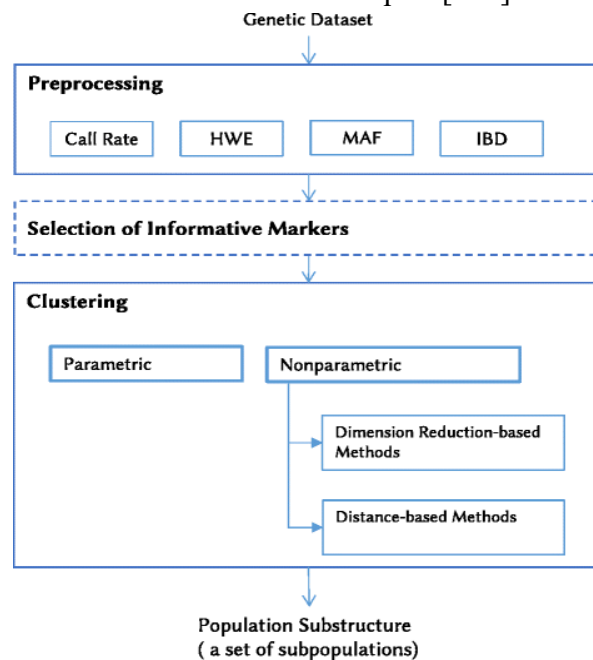 Genetic Dataset
Preprocessing
Call Rate
HWE
MAF
IBD
Selection of Informative Markers
Clustering
Parametric
Nonparametric
Dimension Reduction-based
Methods
Distance-based Methods
Population Substructure
( a set of subpopulations)